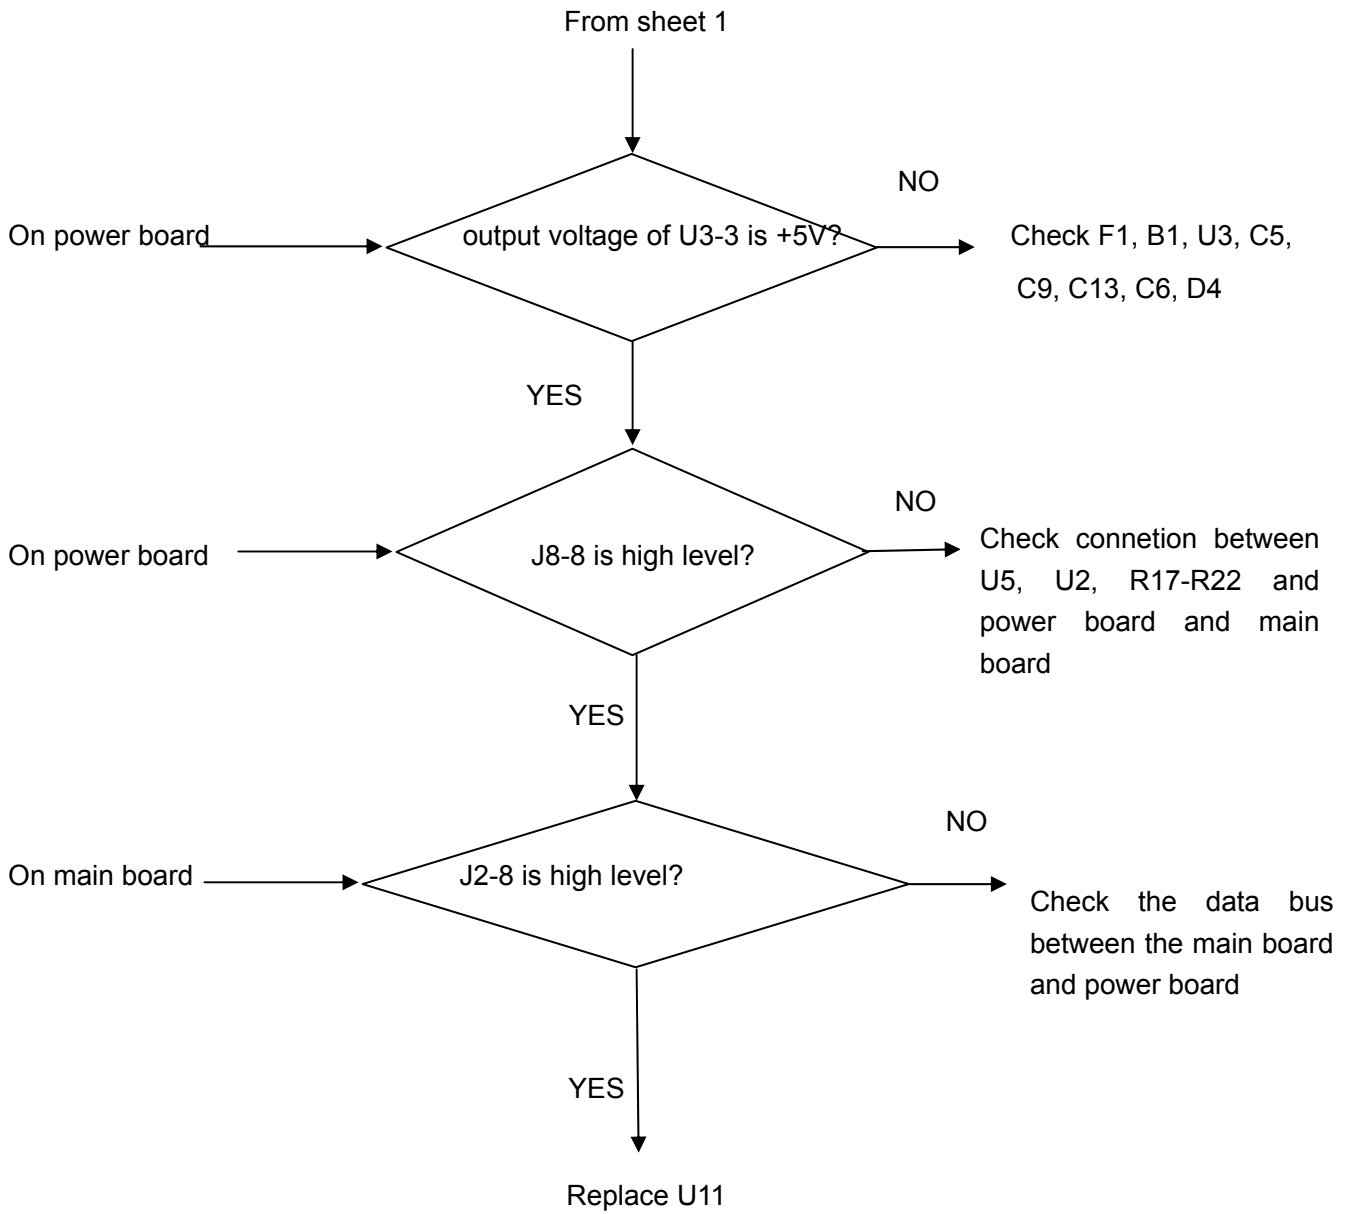 From sheet 1
NO
On power board
output voltage of U3-3 is +5V?
Check F1, B1, U3, C5,
C9, C13, C6, D4
YES
NO
On power board
J8-8 is high level?
Check connetion between
U5, U2, R17-R22 and
power board and main
board
YES
NO
On main board
J2-8 is high level?
Check the data bus
between the main board
and power board
YES
Replace U11